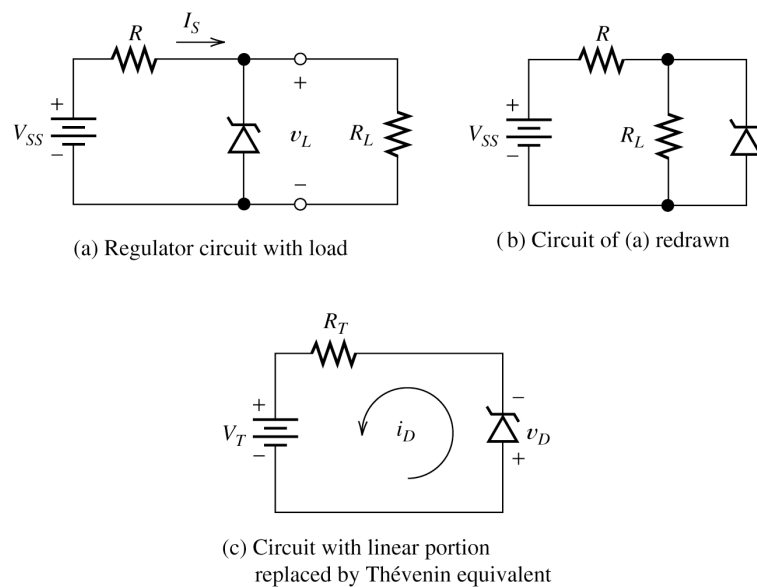 R
I_S
+
V_SS
−
+
v_L
−
R_L
(a) Regulator circuit with load
R
+
V_SS
−
R_L
(b) Circuit of (a) redrawn
R_T
+
V_T
−
i_D
−
v_D
+
(c) Circuit with linear portion
replaced by Thévenin equivalent